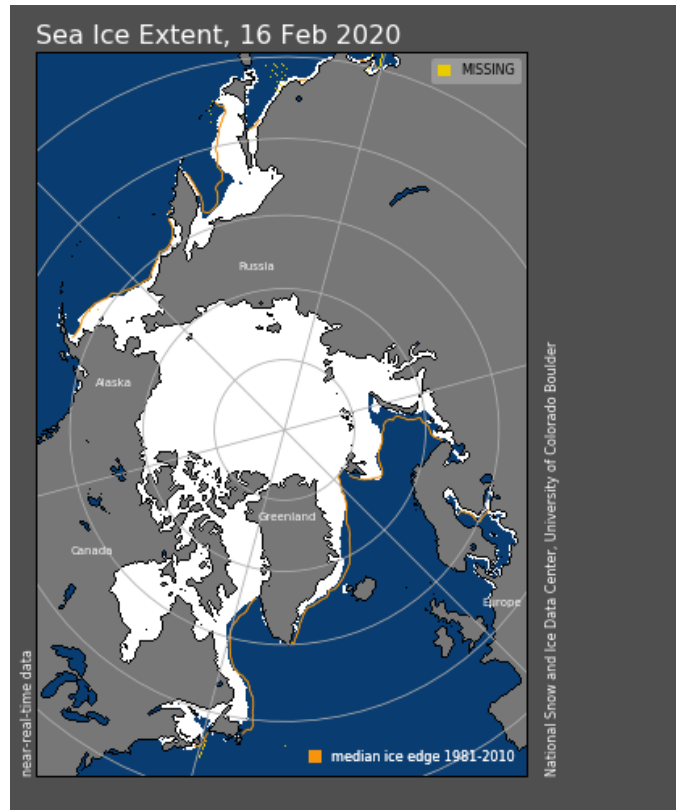 Sea Ice Extent, 16 Feb 2020
MISSING
Russia
Alaska
Greenland
Canada
Europe
near-real-time data
National Snow and Ice Data Center, University of Colorado Boulder
median ice edge 1981-2010